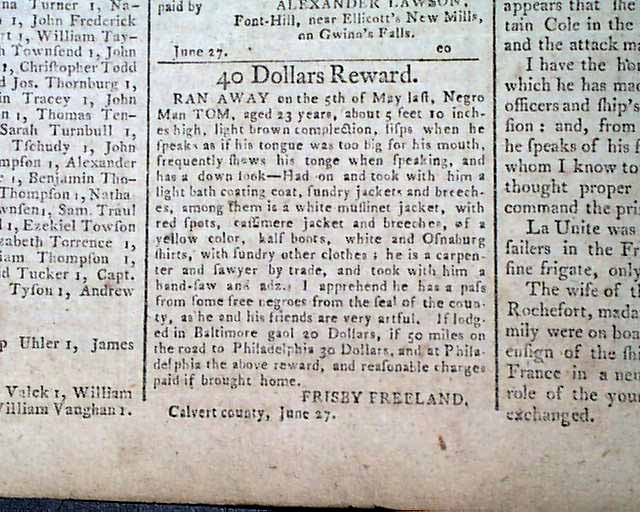 na Turner 1, Na-
1, John Frederick
rt 1, William Tay-
h Townsend 1, John
1, Christopher Todd
d Jos. Thornburg 1,
in Tracey 1, John
n 1, Thomas Ten-
Sarah Turnbull 1,
Tschudy 1, John
mpson 1, Alexander
e 1, Benjamin Tho-
Thompson 1, Natha-
wnsen 1, Sam. Traul
d 1, Ezekiel Towson
zabeth Torrence 1,
iam Thompson 1,
d Tucker 1, Capt.
Tyson 1, Andrew
p Uhler 1, James
Valck 1, William
William Vaughan 1.
paid by ALEXANDER LAWSON,
Font-Hill, near Ellicott's New Mills,
on Gwinn's Falls.
June 27. eo
40 Dollars Reward.
RAN AWAY on the 5th of May last, Negro
Man TOM, aged 23 years, about 5 feet 10 inch-
es high, light brown complection, lisps when he
speaks as if his tongue was too big for his mouth,
frequently shews his tonge when speaking, and
has a down look—Had on and took with him a
light bath coating coat, sundry jackets and breech-
es, among them is a white muslinet jacket, with
red spots, cassimere jacket and breeches, of a
yellow color, half boots, white and Osnaburg
shirts, with sundry other clothes; he is a carpen-
ter and sawyer by trade, and took with him a
hand-saw and adz. I apprehend he has a pass
from some free negroes from the seal of the coun-
ty, as he and his friends are very artful. If lodg-
ed in Baltimore gaol 20 Dollars, if 50 miles on
the road to Philadelphia 30 Dollars, and at Phila-
delphia the above reward, and reasonable charges
paid if brought home.
FRISBY FREELAND.
Calvert county, June 27.
appears that she
tain Cole in the
and the attack m
I have the hon
which he has mad
officers and ship's
sion: and, from
he speaks of his f
whom I know to
thought proper
command the pri
La Unite was
sailers in the Fr
fine frigate, only
The wife of th
Rochefort, mada
mily were on boa
ensign of the shi
France in a neu
role of the you
exchanged.